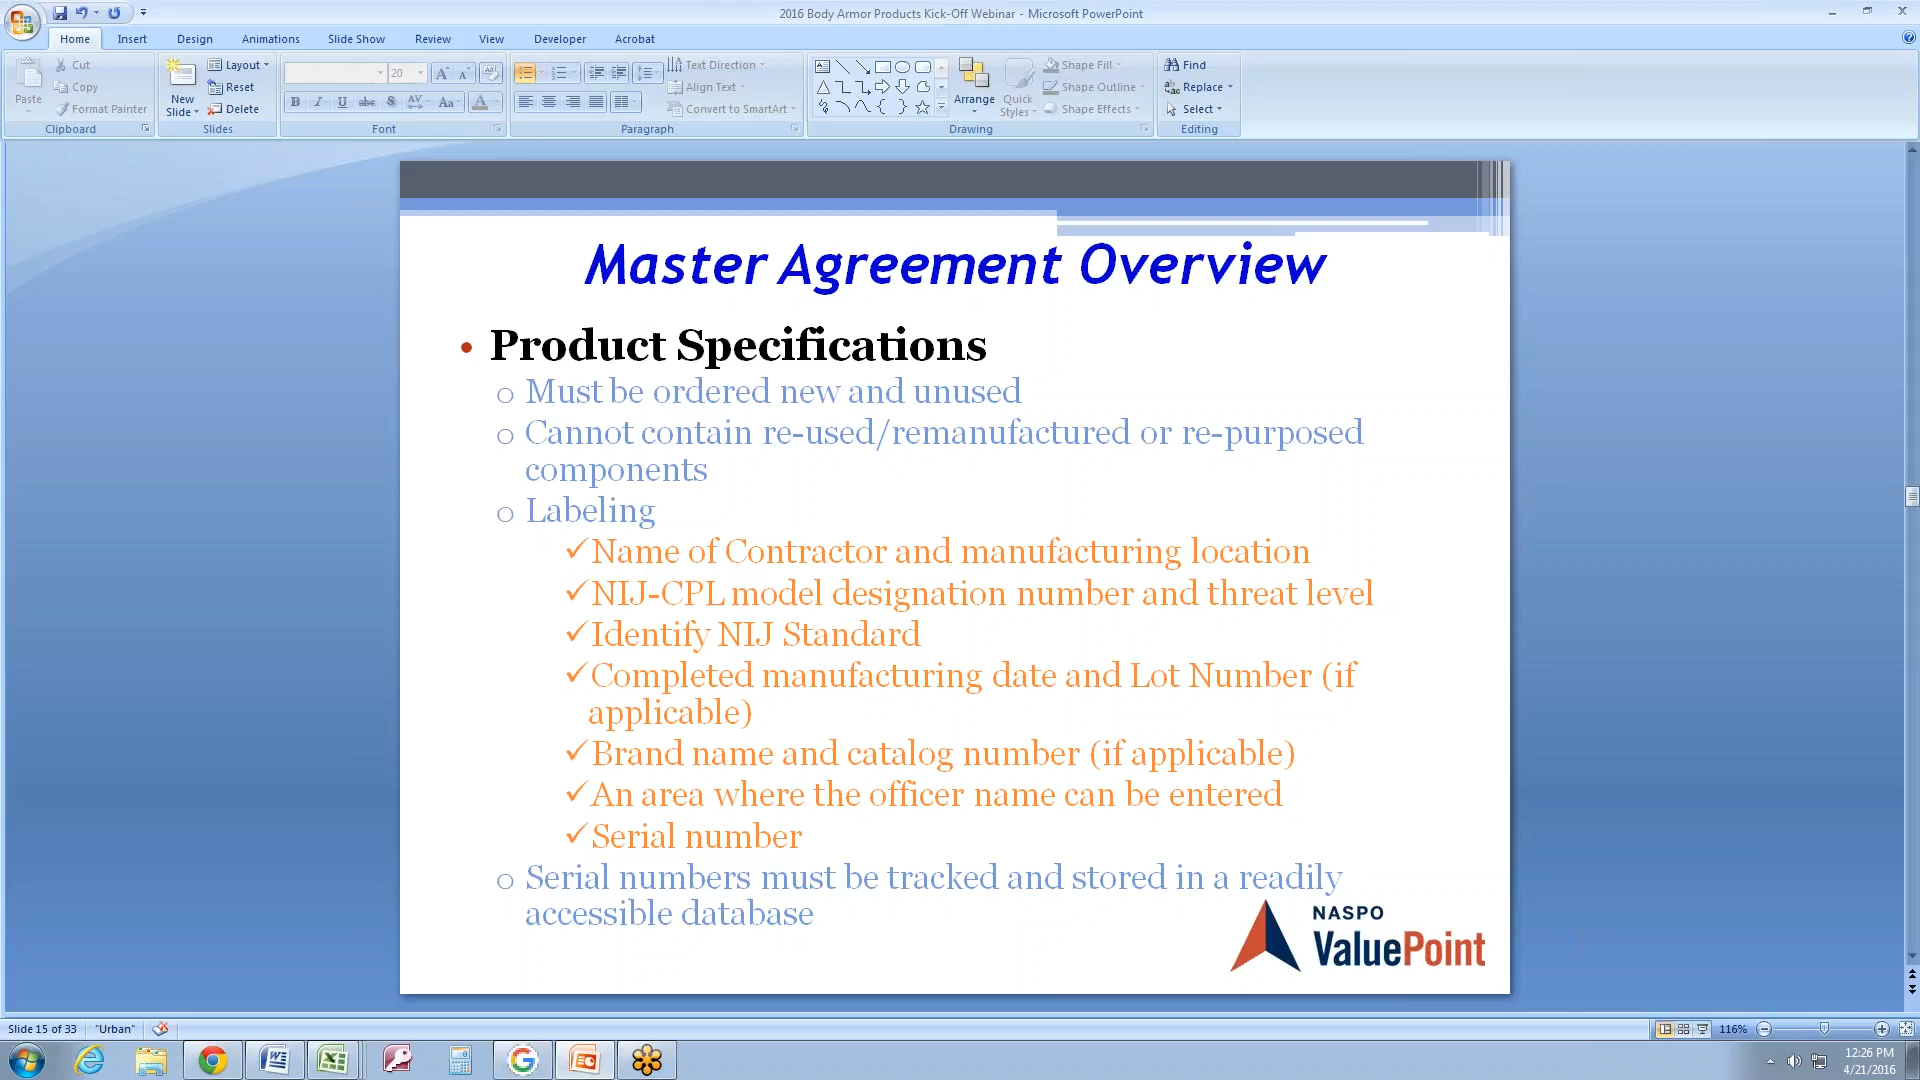 2016 Body Armor Products Kick-Off Webinar - Microsoft PowerPoint
Home Insert Design Animations Slide Show Review View Developer Acrobat
Paste
Cut
Copy
Format Painter
Clipboard
New Slide
Layout
Reset
Delete
Slides
20
Font
Text Direction
Align Text
Convert to SmartArt
Paragraph
Arrange
Quick Styles
Shape Fill
Shape Outline
Shape Effects
Drawing
Find
Replace
Select
Editing
Master Agreement Overview
• Product Specifications
o Must be ordered new and unused
o Cannot contain re-used/remanufactured or re-purposed
components
o Labeling
✓Name of Contractor and manufacturing location
✓NIJ-CPL model designation number and threat level
✓Identify NIJ Standard
✓Completed manufacturing date and Lot Number (if
applicable)
✓Brand name and catalog number (if applicable)
✓An area where the officer name can be entered
✓Serial number
o Serial numbers must be tracked and stored in a readily
accessible database
NASPO
ValuePoint
Slide 15 of 33 "Urban" 116%
12:26 PM
4/21/2016